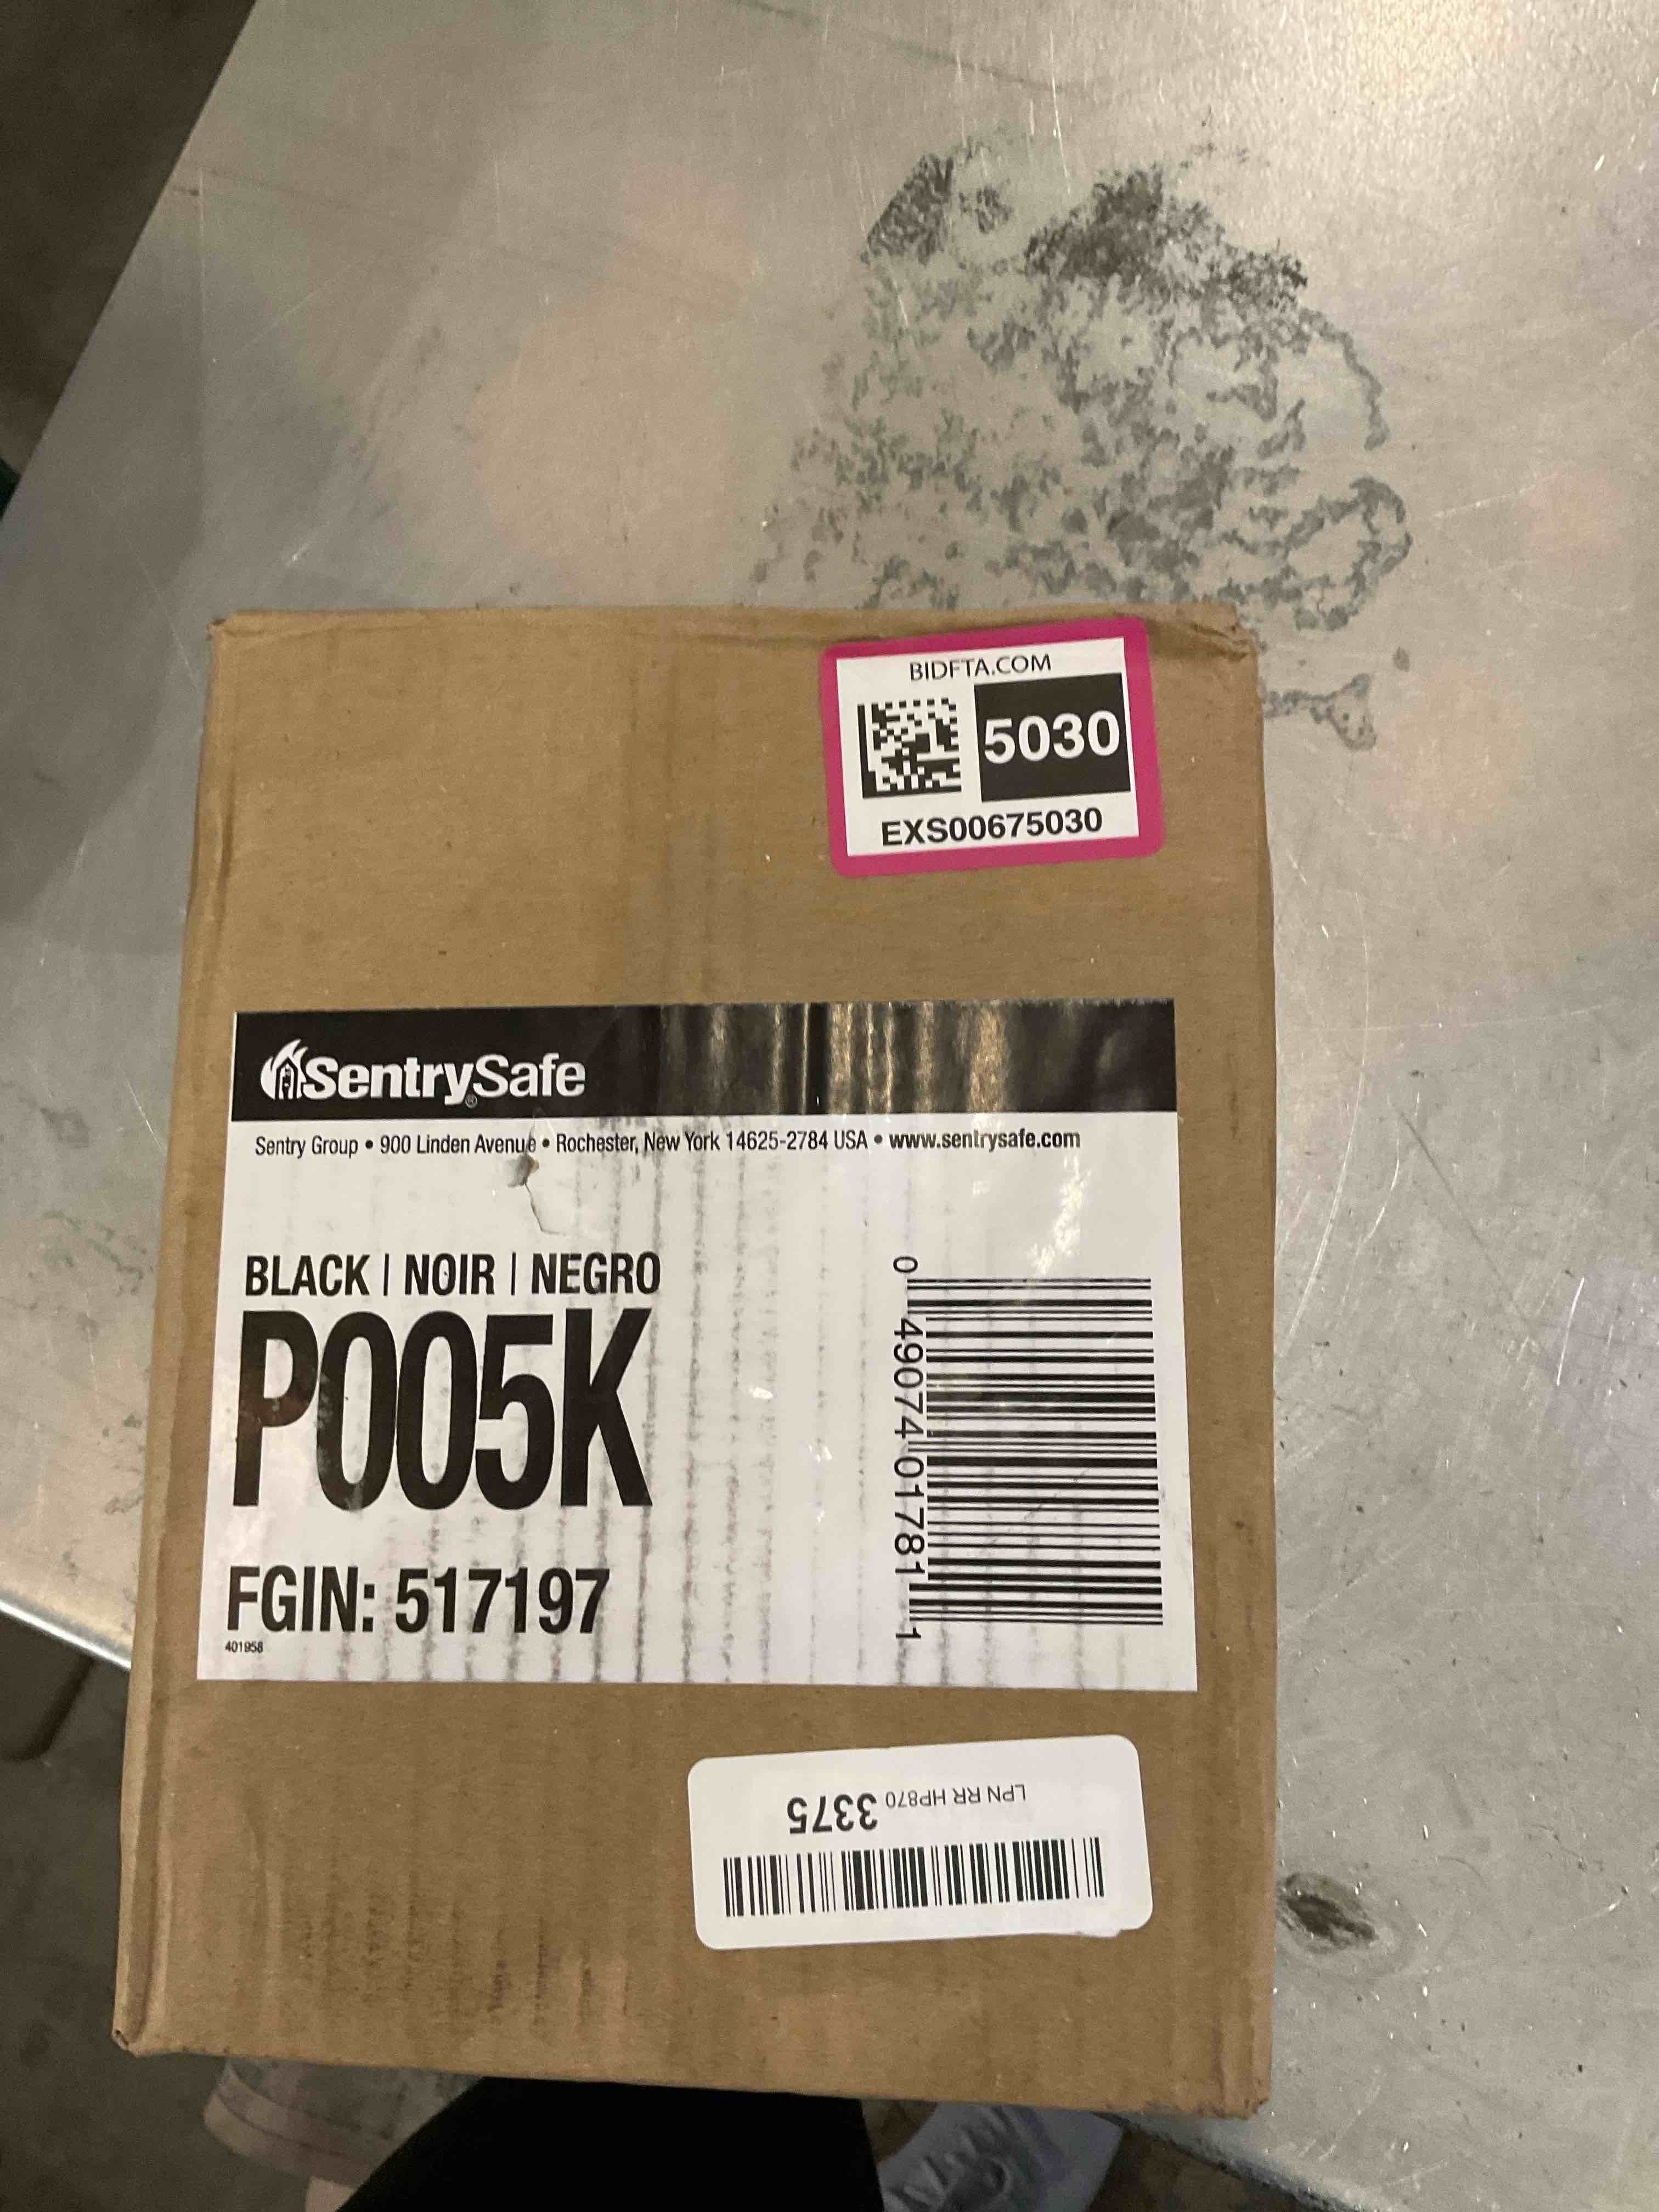 BIDFTA.COM
5030
EXS00675030
SentrySafe®
Sentry Group • 900 Linden Avenue • Rochester, New York 14625-2784 USA • www.sentrysafe.com
BLACK | NOIR | NEGRO
P005K
FGIN: 517197
401958
0 49074 01781 1
LPN RR HP870 3375